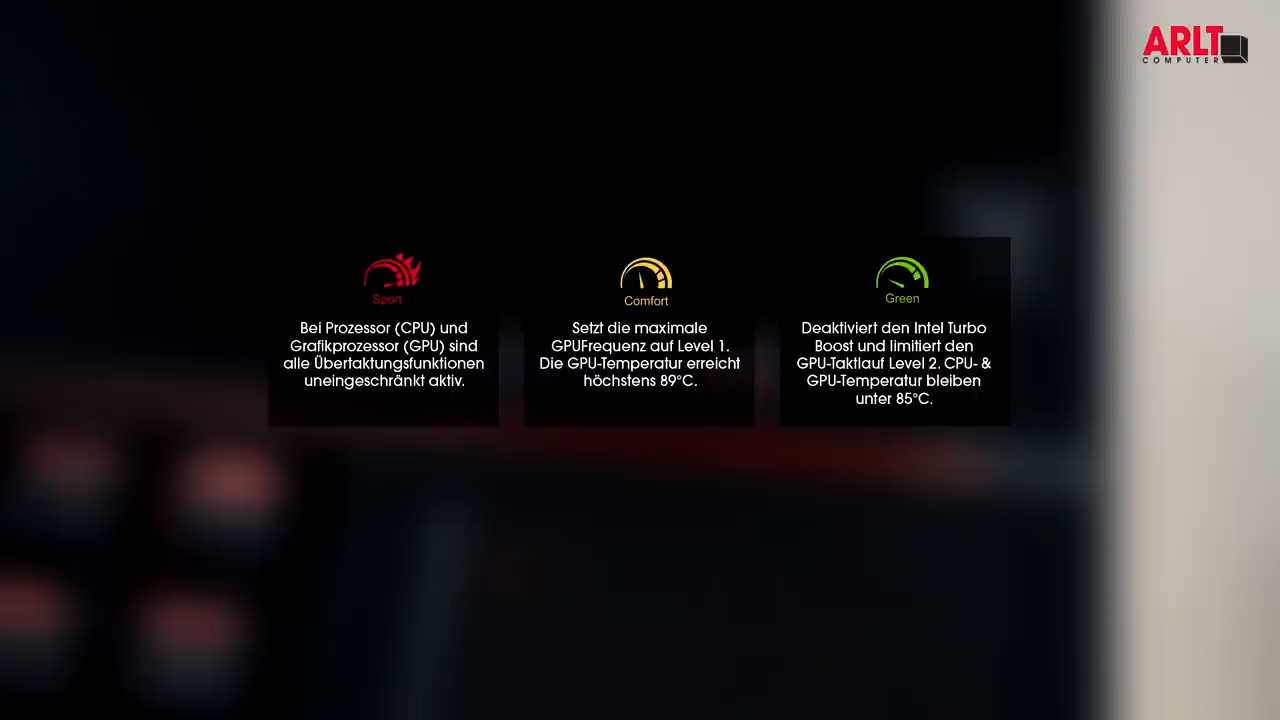 ARLT
COMPUTER
Sport
Bei Prozessor (CPU) und
Grafikprozessor (GPU) sind
alle Übertaktungsfunktionen
uneingeschränkt aktiv.
Comfort
Setzt die maximale
GPUFrequenz auf Level 1.
Die GPU-Temperatur erreicht
höchstens 89°C.
Green
Deaktiviert den Intel Turbo
Boost und limitiert den
GPU-Taktlauf Level 2. CPU- &
GPU-Temperatur bleiben
unter 85°C.